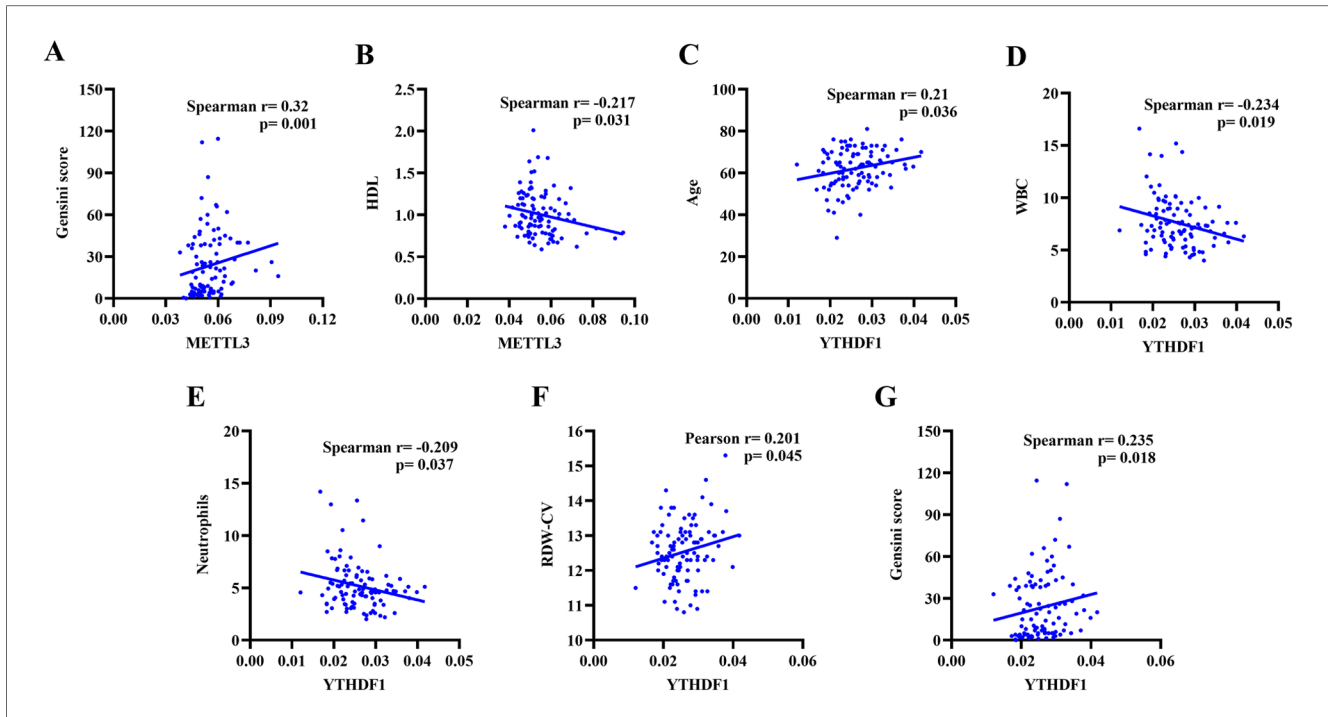 A
Spearman r= 0.32
p= 0.001
Gensini score
150
120
90
60
30
0
0.00 0.03 0.06 0.09 0.12
METTL3
B
Spearman r= -0.217
p= 0.031
HDL
2.5
2.0
1.5
1.0
0.5
0.0
0.00 0.02 0.04 0.06 0.08 0.10
METTL3
C
Spearman r= 0.21
p= 0.036
Age
100
80
60
40
20
0
0.00 0.01 0.02 0.03 0.04 0.05
YTHDF1
D
Spearman r= -0.234
p= 0.019
WBC
20
15
10
5
0
0.00 0.01 0.02 0.03 0.04 0.05
YTHDF1
E
Spearman r= -0.209
p= 0.037
Neutrophils
20
15
10
5
0
0.00 0.01 0.02 0.03 0.04 0.05
YTHDF1
F
Pearson r= 0.201
p= 0.045
RDW-CV
16
15
14
13
12
11
10
0.00 0.02 0.04 0.06
YTHDF1
G
Spearman r= 0.235
p= 0.018
Gensini score
150
120
90
60
30
0
0.00 0.02 0.04 0.06
YTHDF1